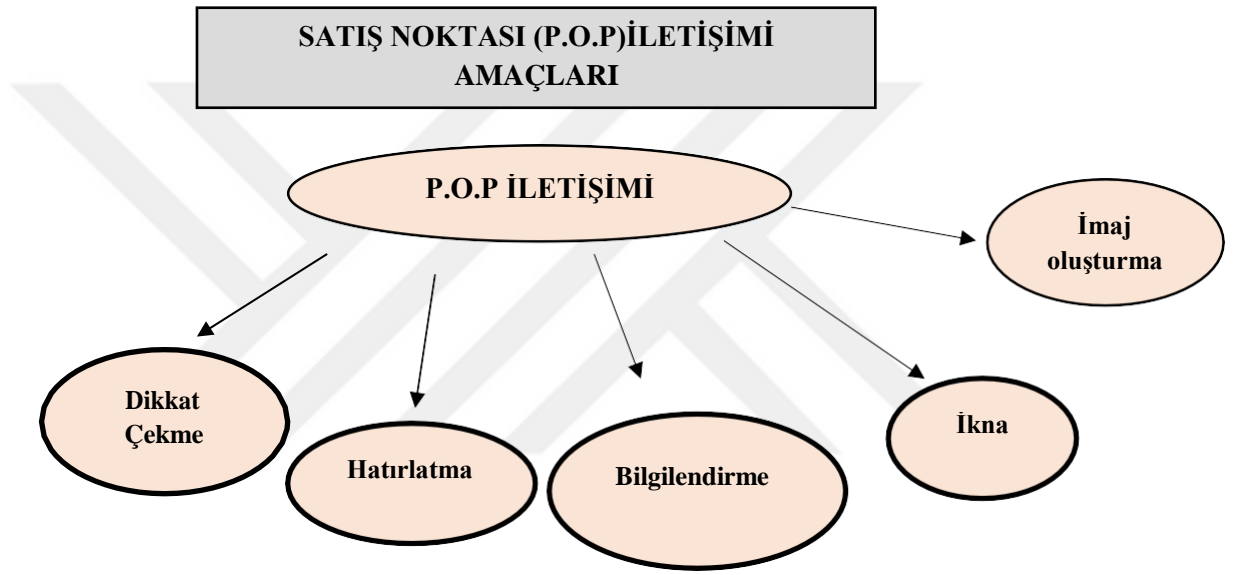 SATIŞ NOKTASI (P.O.P)İLETİŞİMİ
AMAÇLARI
P.O.P İLETİŞİMİ
İmaj
oluşturma
Dikkat
Çekme
Hatırlatma
Bilgilendirme
İkna